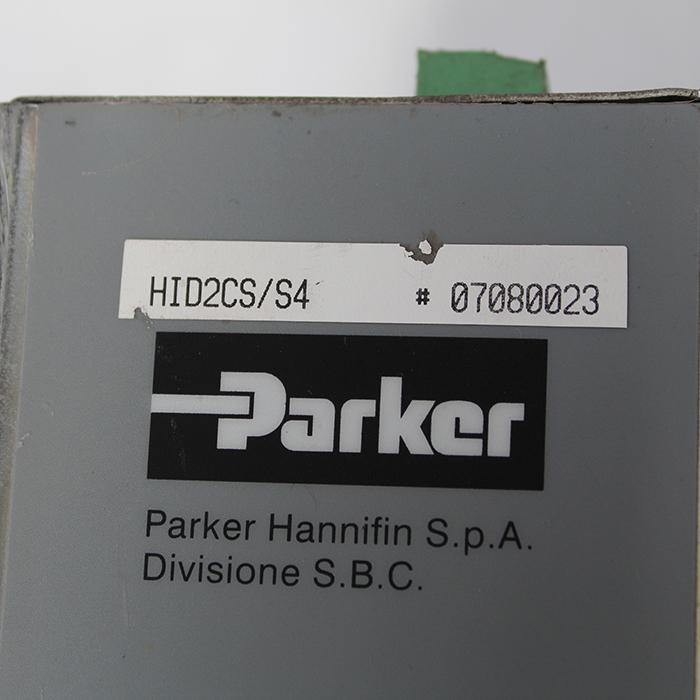 HID2CS/S4 # 07080023
Parker
Parker Hannifin S.p.A.
Divisione S.B.C.